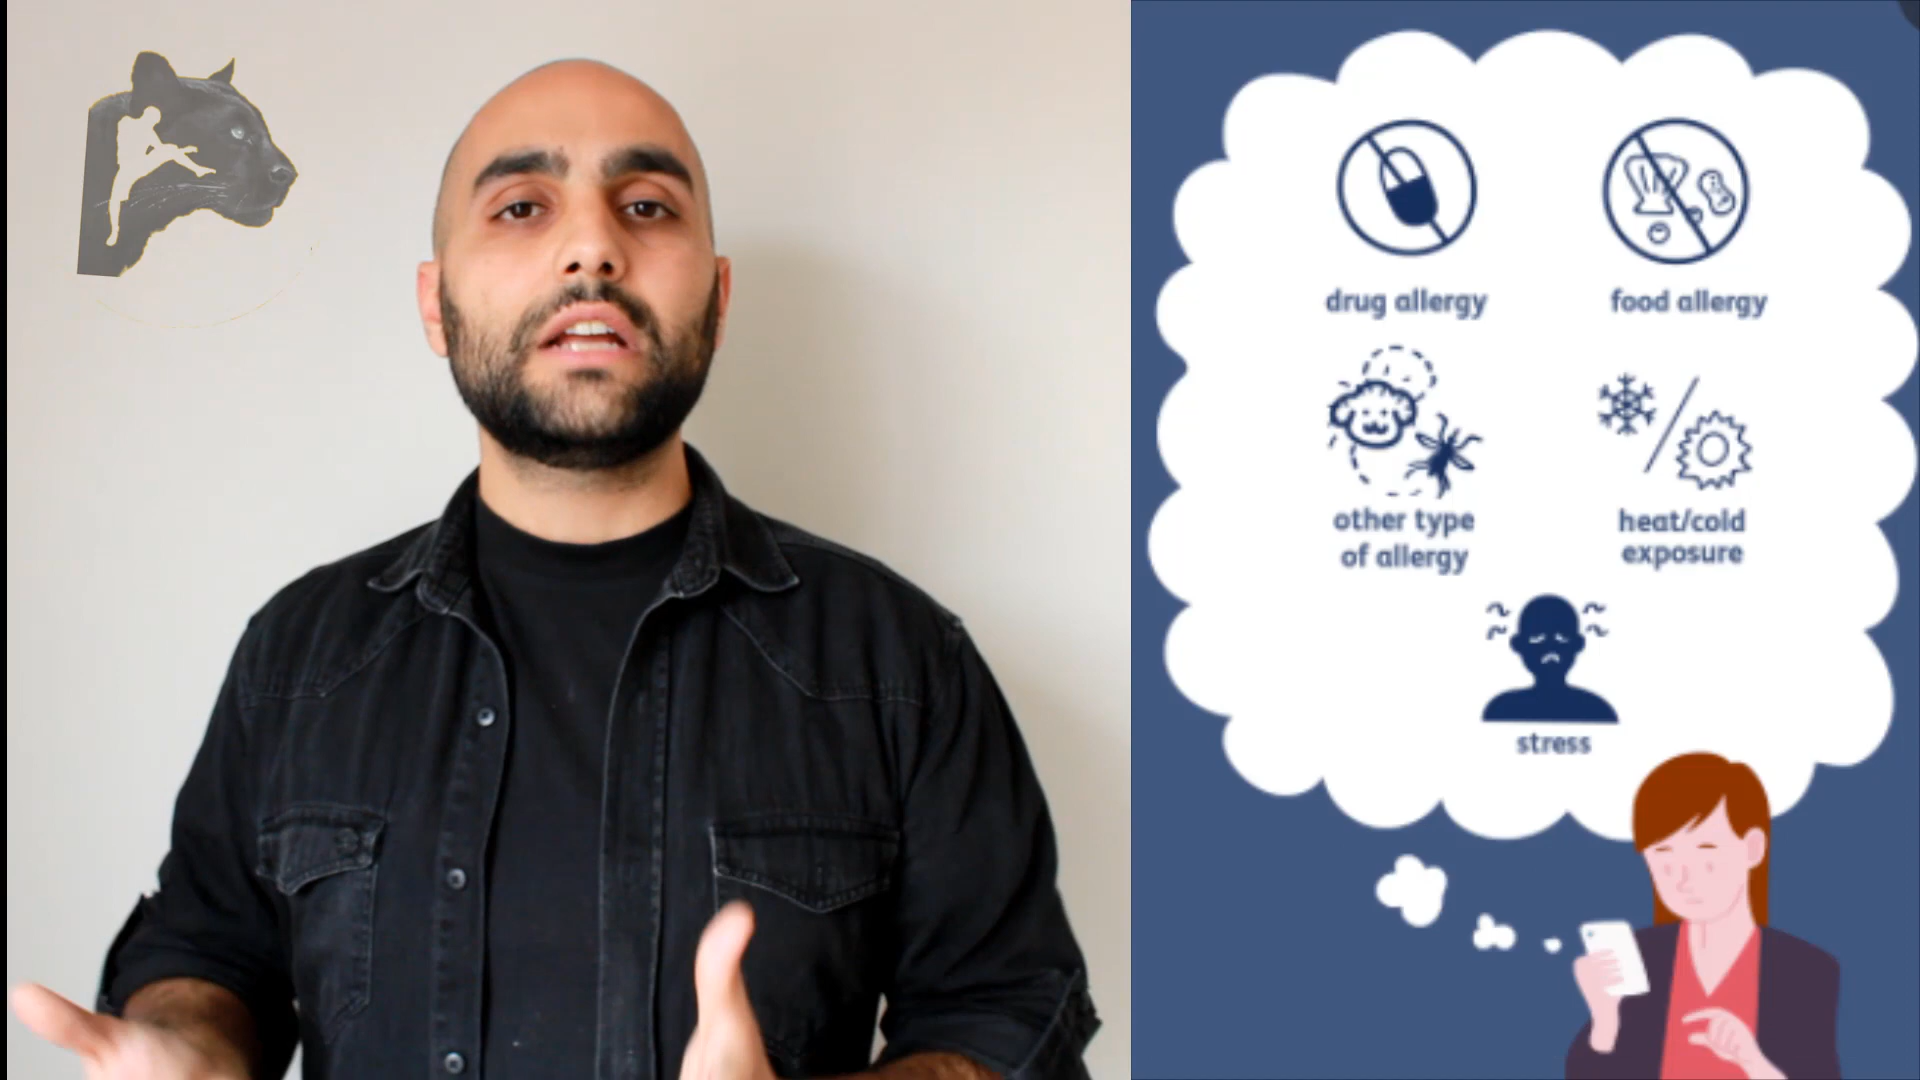 drug allergy
food allergy
other type
of allergy
heat/cold
exposure
stress